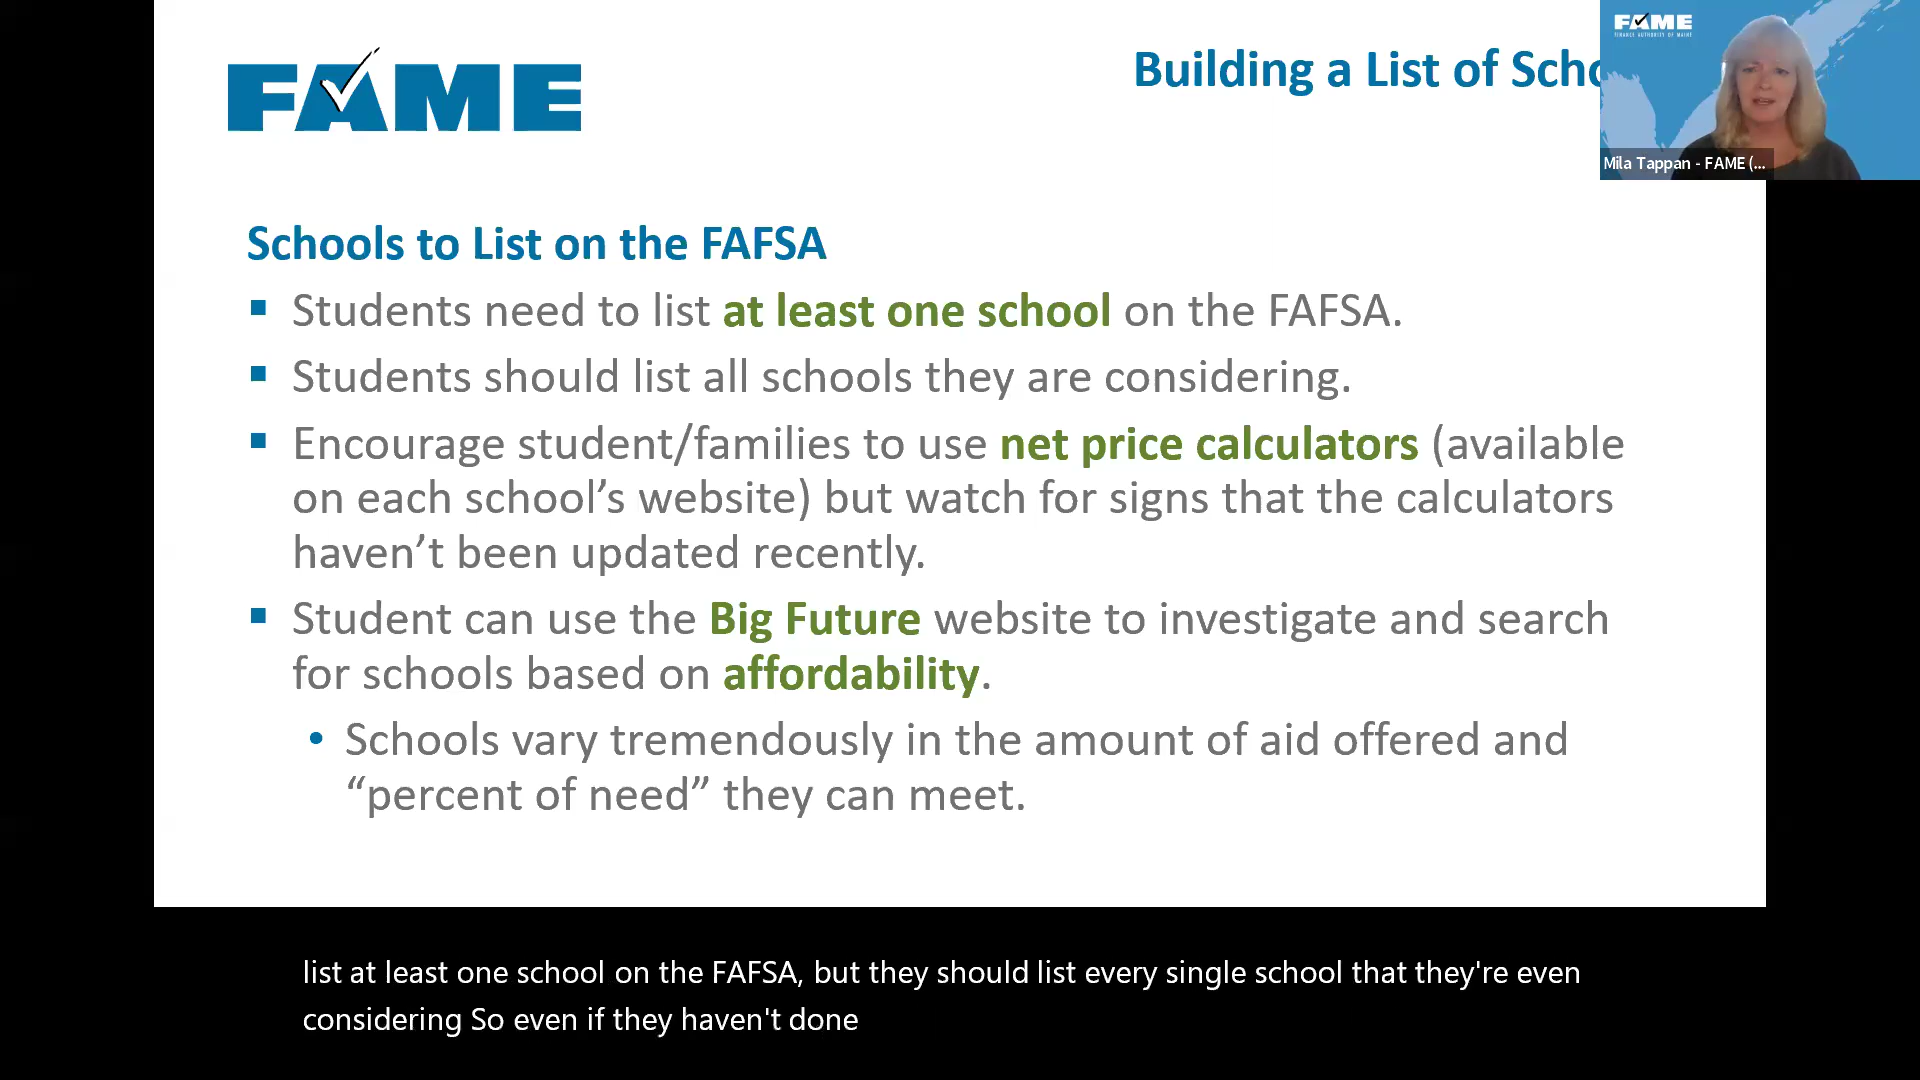 FAME
Building a List of Scho
FAME
FINANCE AUTHORITY OF MAINE
Mila Tappan - FAME (...
Schools to List on the FAFSA
▪ Students need to list at least one school on the FAFSA.
▪ Students should list all schools they are considering.
▪ Encourage student/families to use net price calculators (available
on each school’s website) but watch for signs that the calculators
haven’t been updated recently.
▪ Student can use the Big Future website to investigate and search
for schools based on affordability.
• Schools vary tremendously in the amount of aid offered and
“percent of need” they can meet.
list at least one school on the FAFSA, but they should list every single school that they're even
considering So even if they haven't done